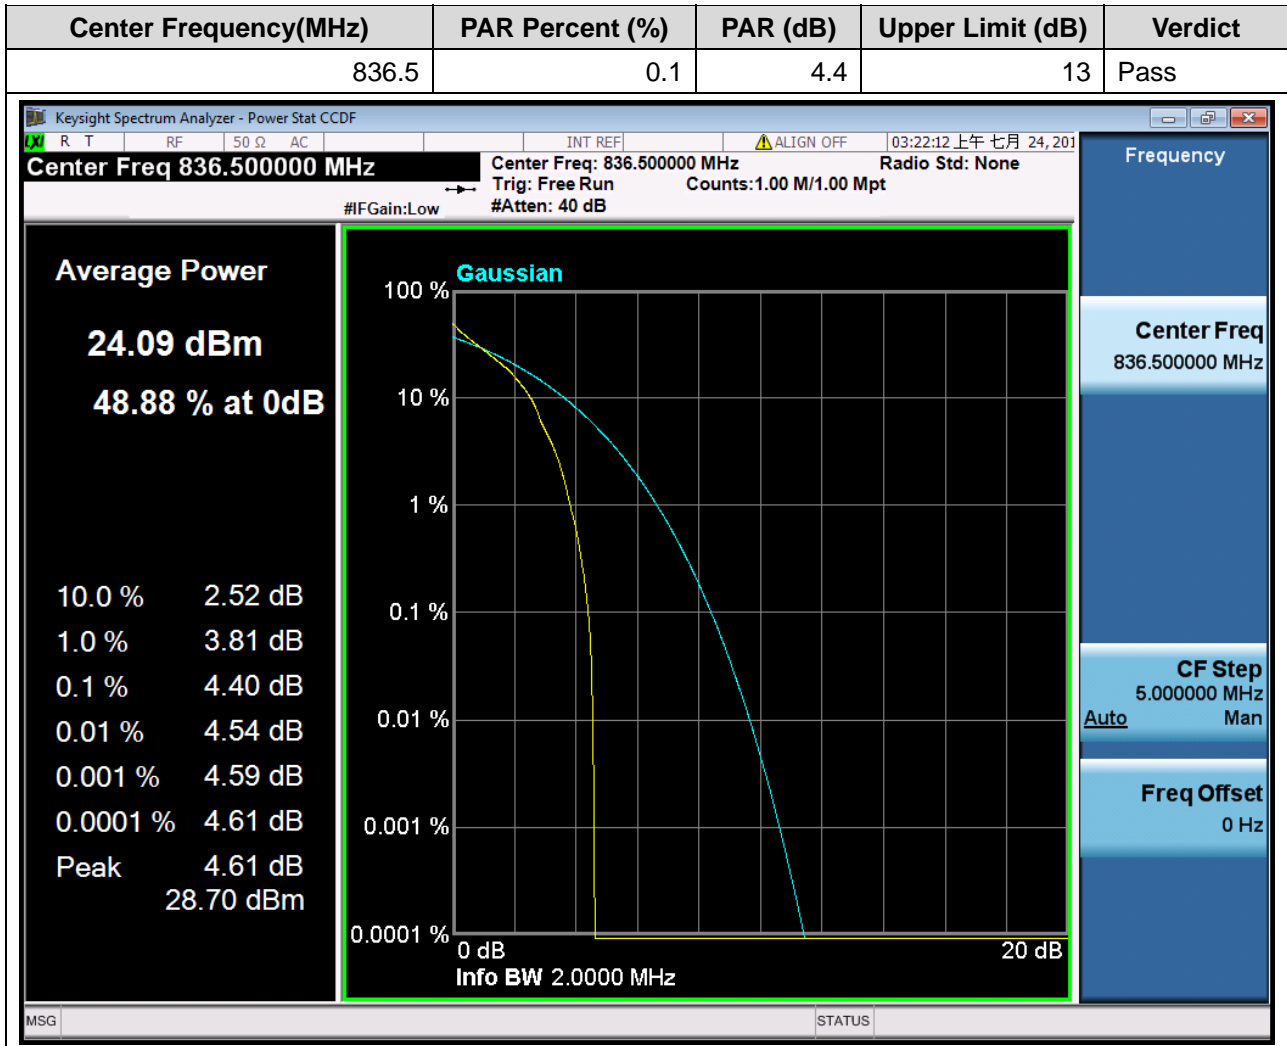 Center Frequency(MHz) PAR Percent (%) PAR (dB) Upper Limit (dB) Verdict
836.5 0.1 4.4 13 Pass
Keysight Spectrum Analyzer - Power Stat CCDF
LXI R T RF 50 Ω AC INT REF ALIGN OFF 03:22:12 上午 七月 24, 201
Center Freq 836.500000 MHz
Center Freq: 836.500000 MHz Radio Std: None
Trig: Free Run Counts:1.00 M/1.00 Mpt
#IFGain:Low #Atten: 40 dB
Average Power
24.09 dBm
48.88 % at 0dB
10.0 % 2.52 dB
1.0 % 3.81 dB
0.1 % 4.40 dB
0.01 % 4.54 dB
0.001 % 4.59 dB
0.0001 % 4.61 dB
Peak 4.61 dB
28.70 dBm
Gaussian
100 %
10 %
1 %
0.1 %
0.01 %
0.001 %
0.0001 %
0 dB 20 dB
Info BW 2.0000 MHz
Frequency
Center Freq
836.500000 MHz
CF Step
5.000000 MHz
Auto Man
Freq Offset
0 Hz
MSG STATUS